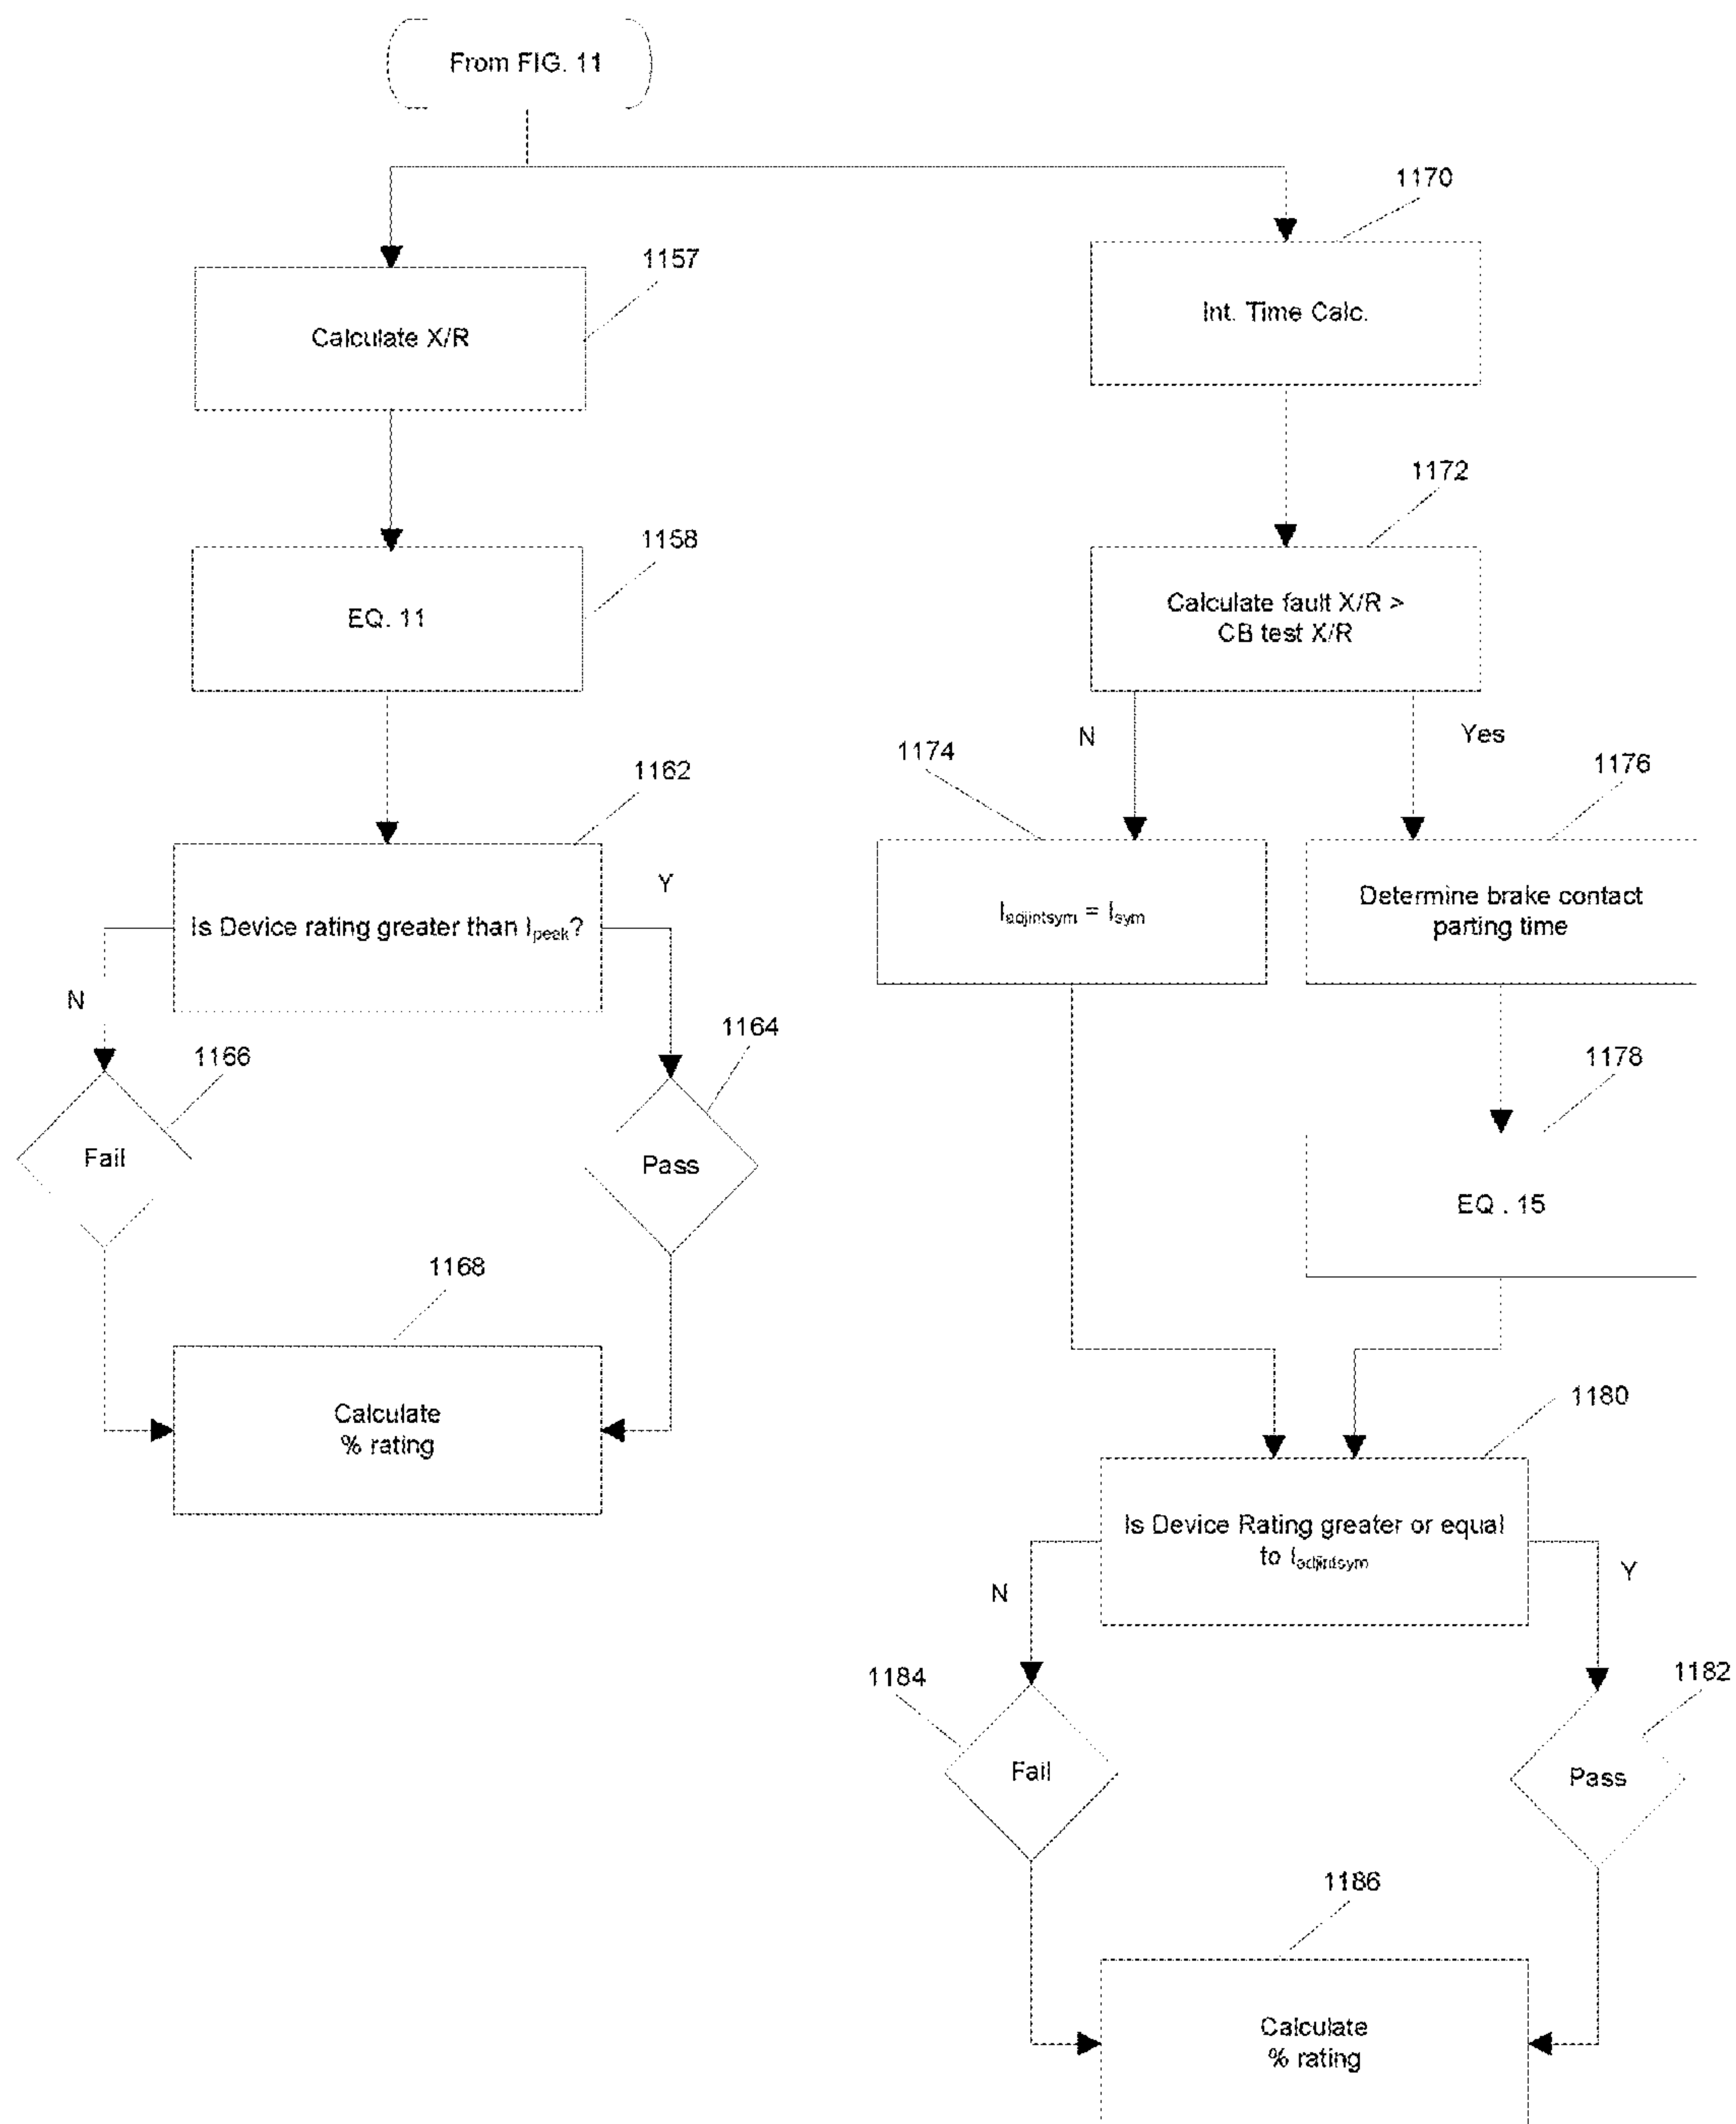 From FIG. 11
1170
1157
Int. Time Calc.
Calculate X/R
1172
1158
Calculate fault X/R >
CB test X/R
EQ. 11
N
Yes
1174
1162
1176
Y
Is Device rating greater than Ipeak?
Iadjintsym = Isym
Determine brake contact
parting time
N
1164
1166
1178
Fail
Pass
EQ . 15
1168
1180
Calculate
% rating
Is Device Rating greater or equal
to Iadjintsym
N
Y
1184
1182
Fail
Pass
1186
Calculate
% rating